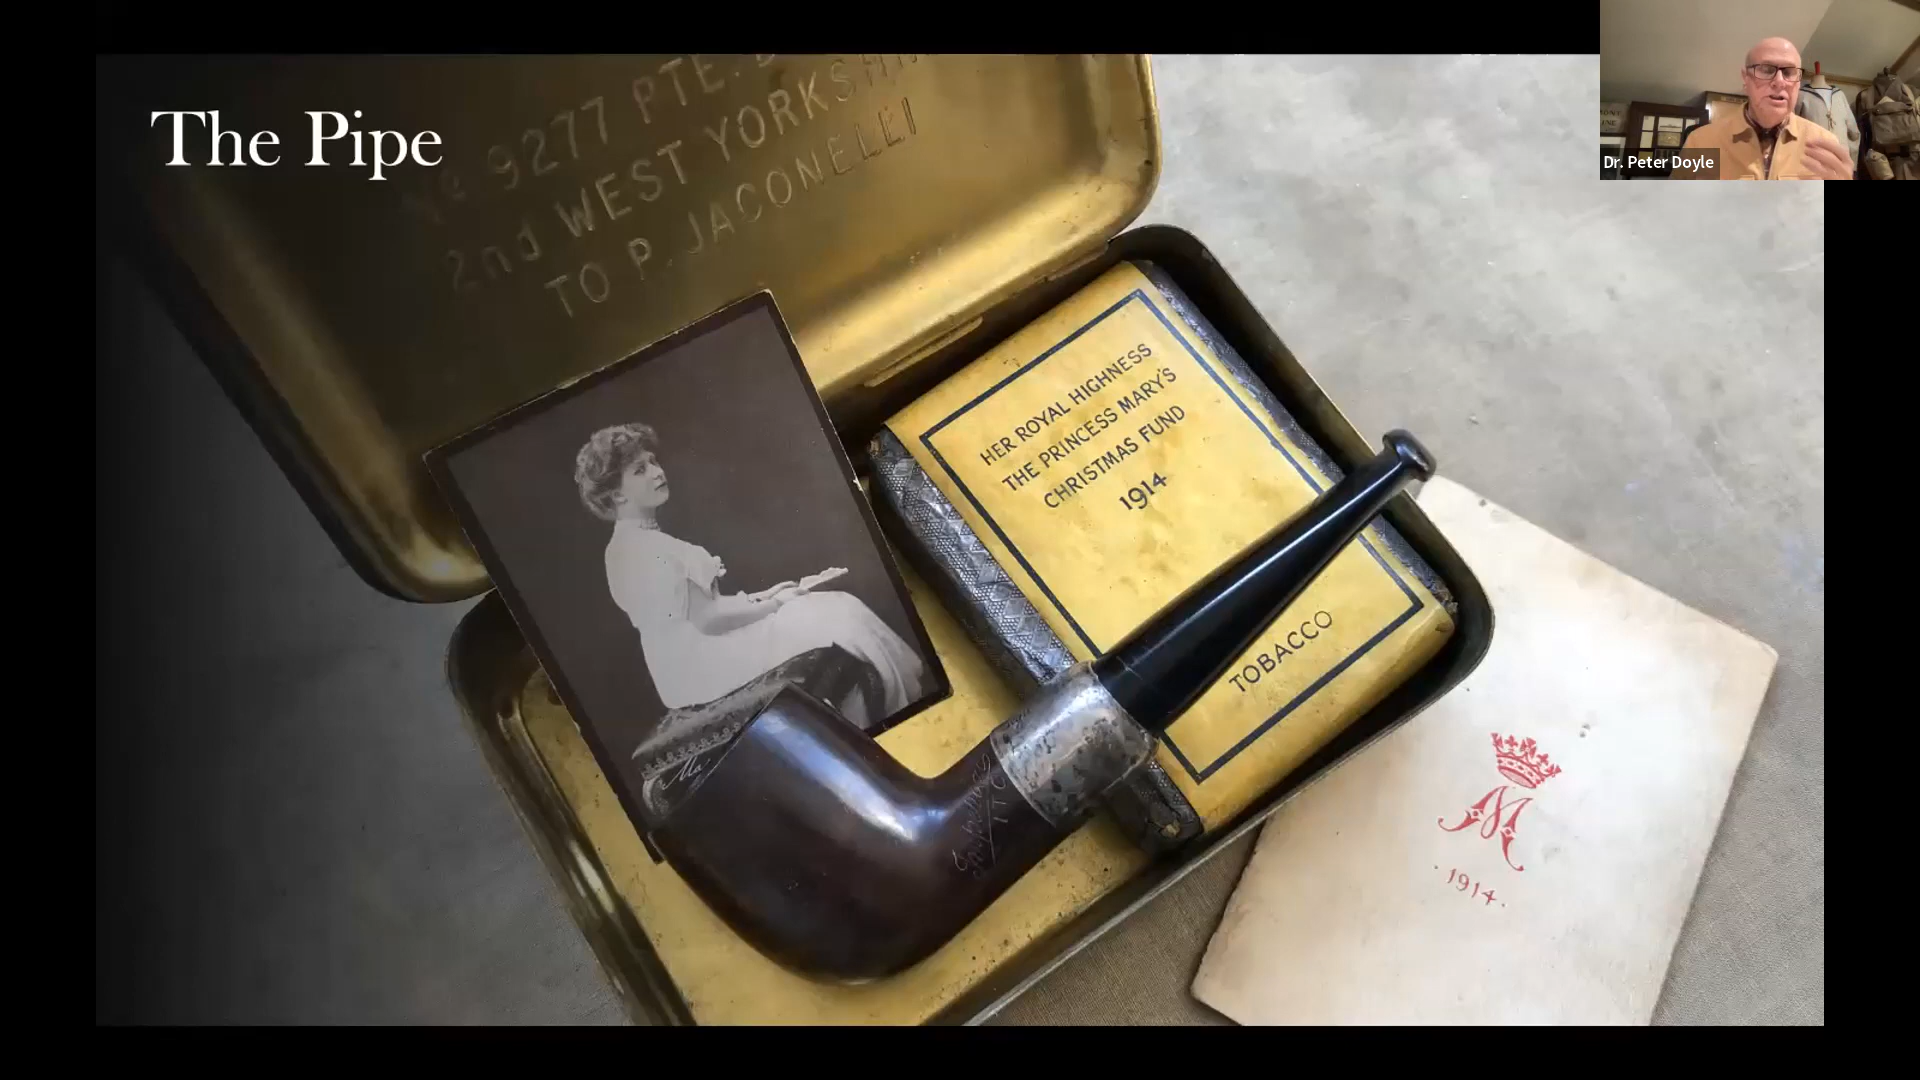 The Pipe
9277 PTE.
2nd WEST YORKSHIR
TO P. JACONELLI
HER ROYAL HIGHNESS
THE PRINCESS MARY'S
CHRISTMAS FUND
1914
TOBACCO
M
· 1914 ·
Dr. Peter Doyle